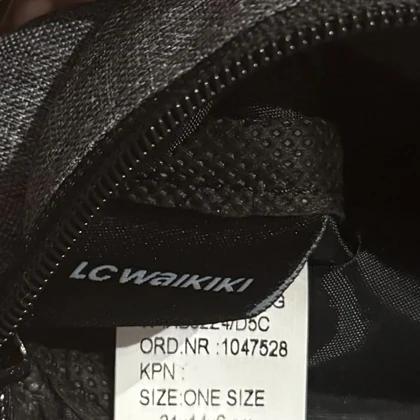 LC WAIKIKI
ORD.NR :1047528
KPN :
SIZE:ONE SIZE